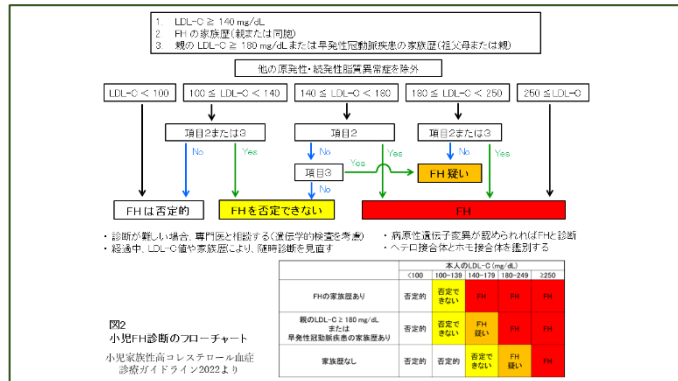 1. LDL-C ≧ 140 mg/dL
2. FH の家族歴(親または同胞)
3. 親の LDL-C ≧ 180 mg/dLまたは早発性冠動脈疾患の家族歴(祖父母または親)
他の原発性・続発性脂質異常症を除外
LDL-C < 100
100 ≦ LDL-C < 140
140 ≦ LDL-C < 180
180 ≦ LDL-C < 250
250 ≦LDL-C
項目2または3
項目2
項目2または3
No
Yes
No
Yes
No
Yes
項目3
Yes
FH 疑い
No
FHは否定的
FHを否定できない
FH
・診断が難しい場合、専門医と相談する(遺伝学的検査を考慮)
・経過中、LDL-C値や家族歴により、随時診断を見直す
・病原性遺伝子変異が認められればFHと診断
・ヘテロ接合体とホモ接合体を鑑別する
本人のLDL-C(mg/dL)
<100 100-139 140-179 180-249 ≧250
FHの家族歴あり 否定的 否定できない FH FH FH
親のLDL-C ≧ 180 mg/dL
または
早発性冠動脈疾患の家族歴あり
否定的 否定できない FH疑い FH FH
家族歴なし 否定的 否定的 否定できない FH疑い FH
図2
小児FH診断のフローチャート
小児家族性高コレステロール血症
診療ガイドライン2022より